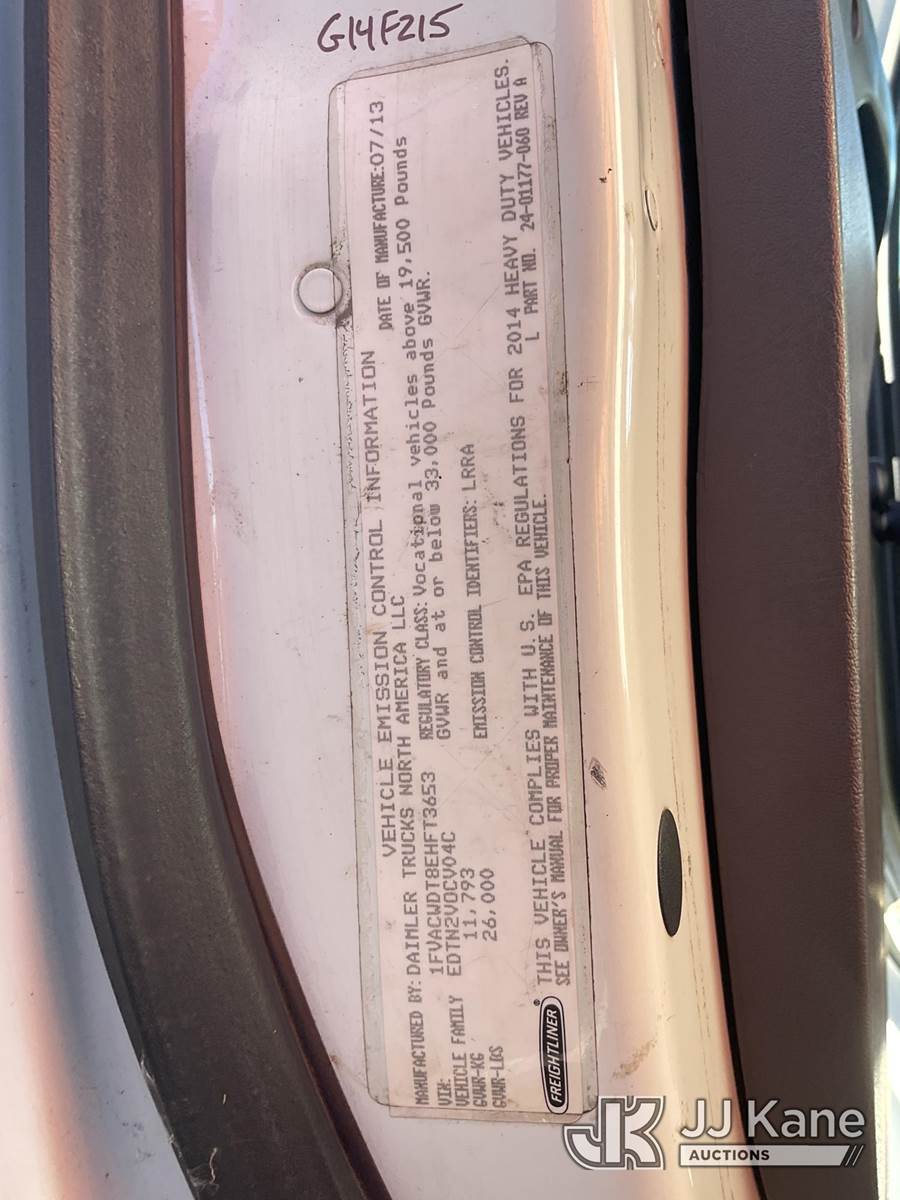 G14F215
VEHICLE EMISSION CONTROL INFORMATION
MANUFACTURED BY: DAIMLER TRUCKS NORTH AMERICA LLC DATE OF MANUFACTURE: 07/13
VIN: 1FVACWDT8EHFT3653 REGULATORY CLASS: Vocational vehicles above 19,500 Pounds
VEHICLE FAMILY EDTN2VOCV04C GVWR and at or below 33,000 Pounds GVWR.
GVWR-KG 11,793
GVWR-LBS 26,000 EMISSION CONTROL IDENTIFIERS: LRRA
THIS VEHICLE COMPLIES WITH U.S. EPA REGULATIONS FOR 2014 HEAVY DUTY VEHICLES.
SEE OWNER'S MANUAL FOR PROPER MAINTENANCE OF THIS VEHICLE. L PART NO. 24-01177-060 REV A
FREIGHTLINER®
JK JJ Kane
AUCTIONS